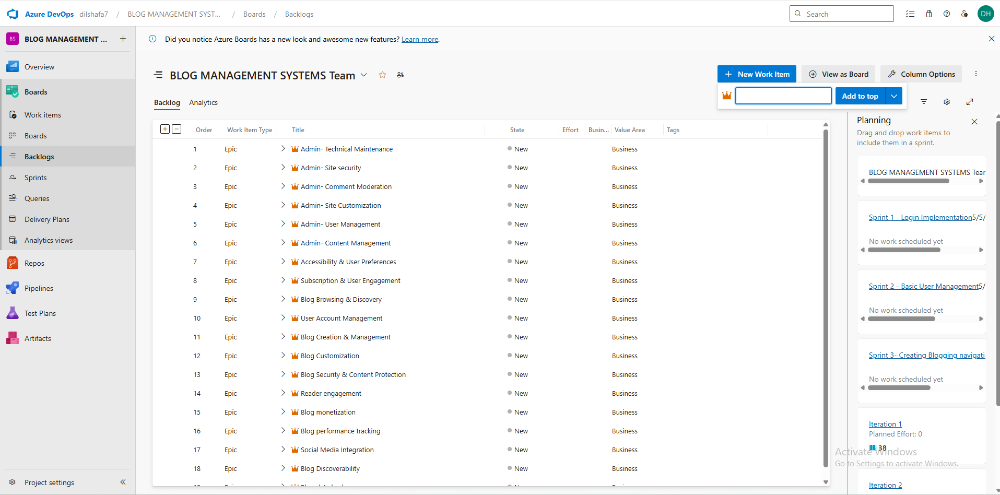 Azure DevOps dilshafa7 / BLOG MANAGEMENT SYST... / Boards / Backlogs
Search
DH
BS BLOG MANAGEMENT ...
Did you notice Azure Boards has a new look and awesome new features? Learn more.
Overview
Boards
Work items
Boards
Backlogs
Sprints
Queries
Delivery Plans
Analytics views
Repos
Pipelines
Test Plans
Artifacts
Project settings
BLOG MANAGEMENT SYSTEMS Team
New Work Item
View as Board
Column Options
Add to top
Backlog Analytics
Order Work Item Type Title State Effort Busin... Value Area Tags
1 Epic Admin- Technical Maintenance New Business
2 Epic Admin- Site security New Business
3 Epic Admin- Comment Moderation New Business
4 Epic Admin- Site Customization New Business
5 Epic Admin- User Management New Business
6 Epic Admin- Content Management New Business
7 Epic Accessibility & User Preferences New Business
8 Epic Subscription & User Engagement New Business
9 Epic Blog Browsing & Discovery New Business
10 Epic User Account Management New Business
11 Epic Blog Creation & Management New Business
12 Epic Blog Customization New Business
13 Epic Blog Security & Content Protection New Business
14 Epic Reader engagement New Business
15 Epic Blog monetization New Business
16 Epic Blog performance tracking New Business
17 Epic Social Media Integration New Business
18 Epic Blog Discoverability New Business
Planning
Drag and drop work items to
include them in a sprint.
BLOG MANAGEMENT SYSTEMS Team
Sprint 1 - Login Implementation 5/5/
No work scheduled yet
Sprint 2 - Basic User Management 5/
No work scheduled yet
Sprint 3- Creating Blogging navigati
No work scheduled yet
Iteration 1
Planned Effort: 0
38
Activate Windows
Go to Settings to activate Windows.
Iteration 2